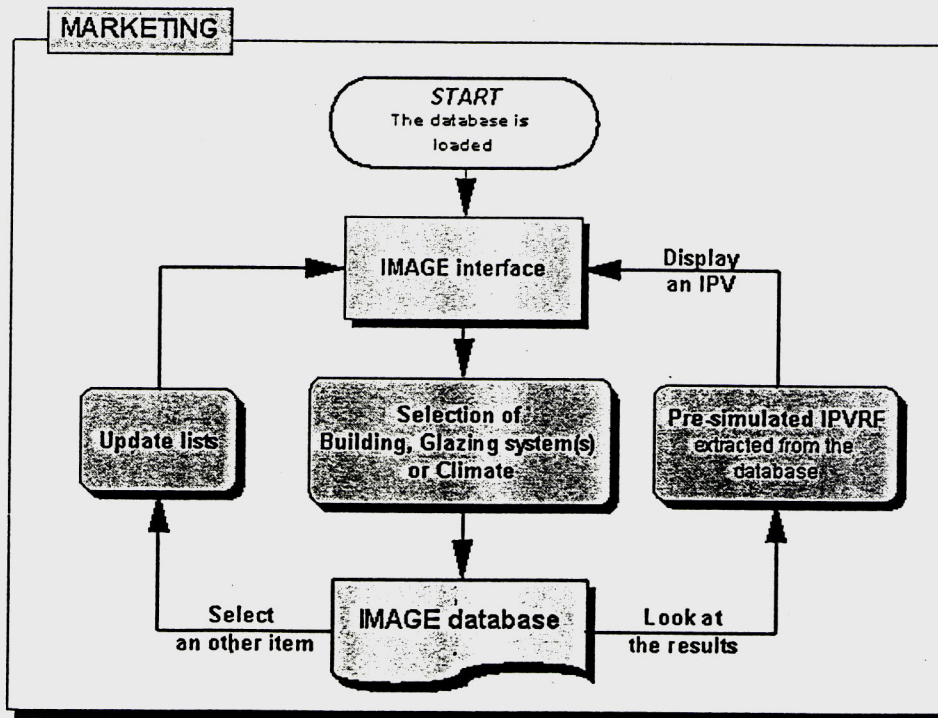 MARKETING
START
The database is
loaded
IMAGE interface
Display
an IPV
Update lists
Selection of
Building, Glazing system(s)
or Climate
Pre-simulated IPVRF
extracted from the
database
Select
an other item
IMAGE database
Look at
the results